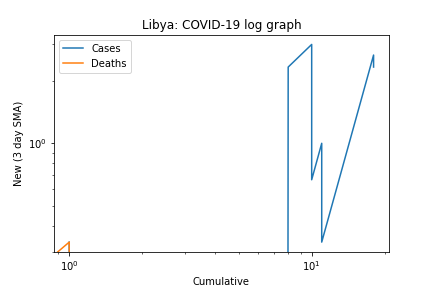 Libya: COVID-19 log graph
Cases
Deaths
New (3 day SMA)
10⁰
10⁰
10¹
Cumulative